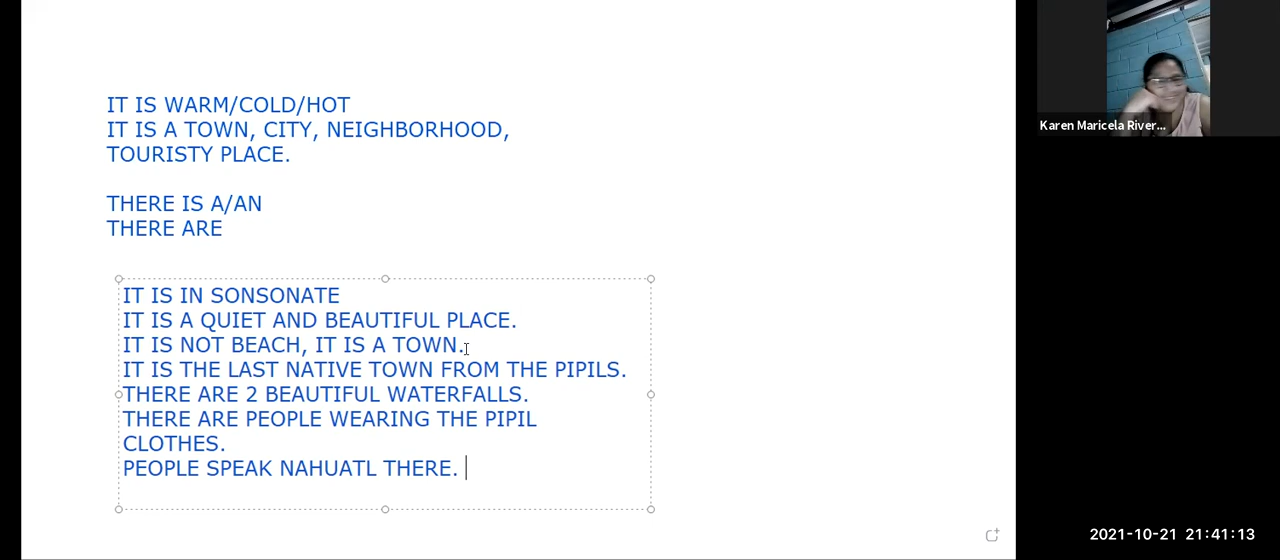 IT IS WARM/COLD/HOT
IT IS A TOWN, CITY, NEIGHBORHOOD,
TOURISTY PLACE.
THERE IS A/AN
THERE ARE
IT IS IN SONSONATE
IT IS A QUIET AND BEAUTIFUL PLACE.
IT IS NOT BEACH, IT IS A TOWN.
IT IS THE LAST NATIVE TOWN FROM THE PIPILS.
THERE ARE 2 BEAUTIFUL WATERFALLS.
THERE ARE PEOPLE WEARING THE PIPIL
CLOTHES.
PEOPLE SPEAK NAHUATL THERE.
Karen Maricela River...
2021-10-21 21:41:13